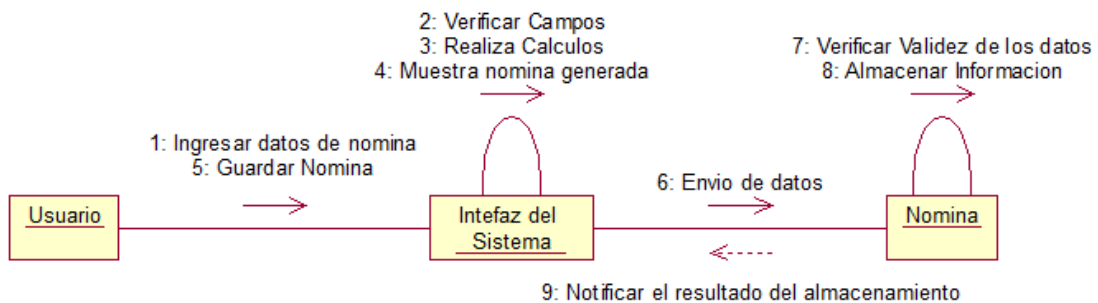 2: Verificar Campos
3: Realiza Calculos
4: Muestra nomina generada
7: Verificar Validez de los datos
8: Almacenar Informacion
1: Ingresar datos de nomina
5: Guardar Nomina
6: Envio de datos
Usuario
Intefaz del
Sistema
Nomina
9: Notificar el resultado del almacenamiento